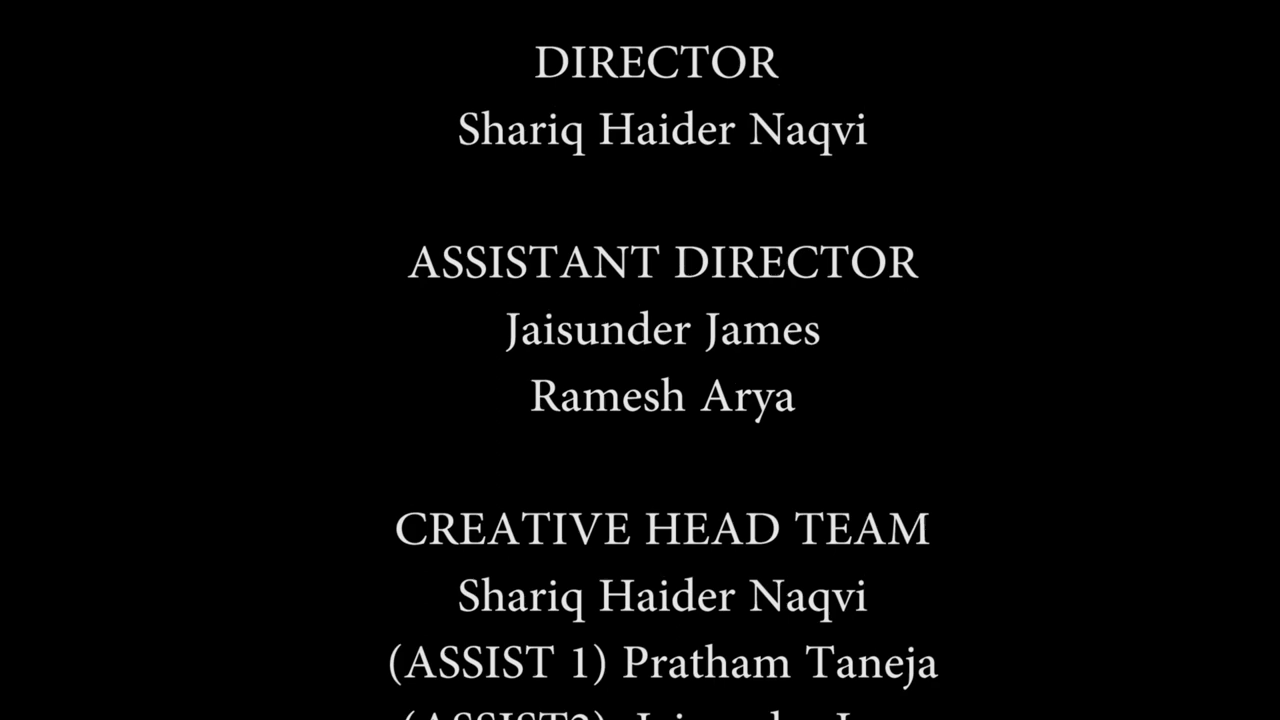 DIRECTOR
Shariq Haider Naqvi
ASSISTANT DIRECTOR
Jaisunder James
Ramesh Arya
CREATIVE HEAD TEAM
Shariq Haider Naqvi
(ASSIST 1) Pratham Taneja
(ASSIST2)